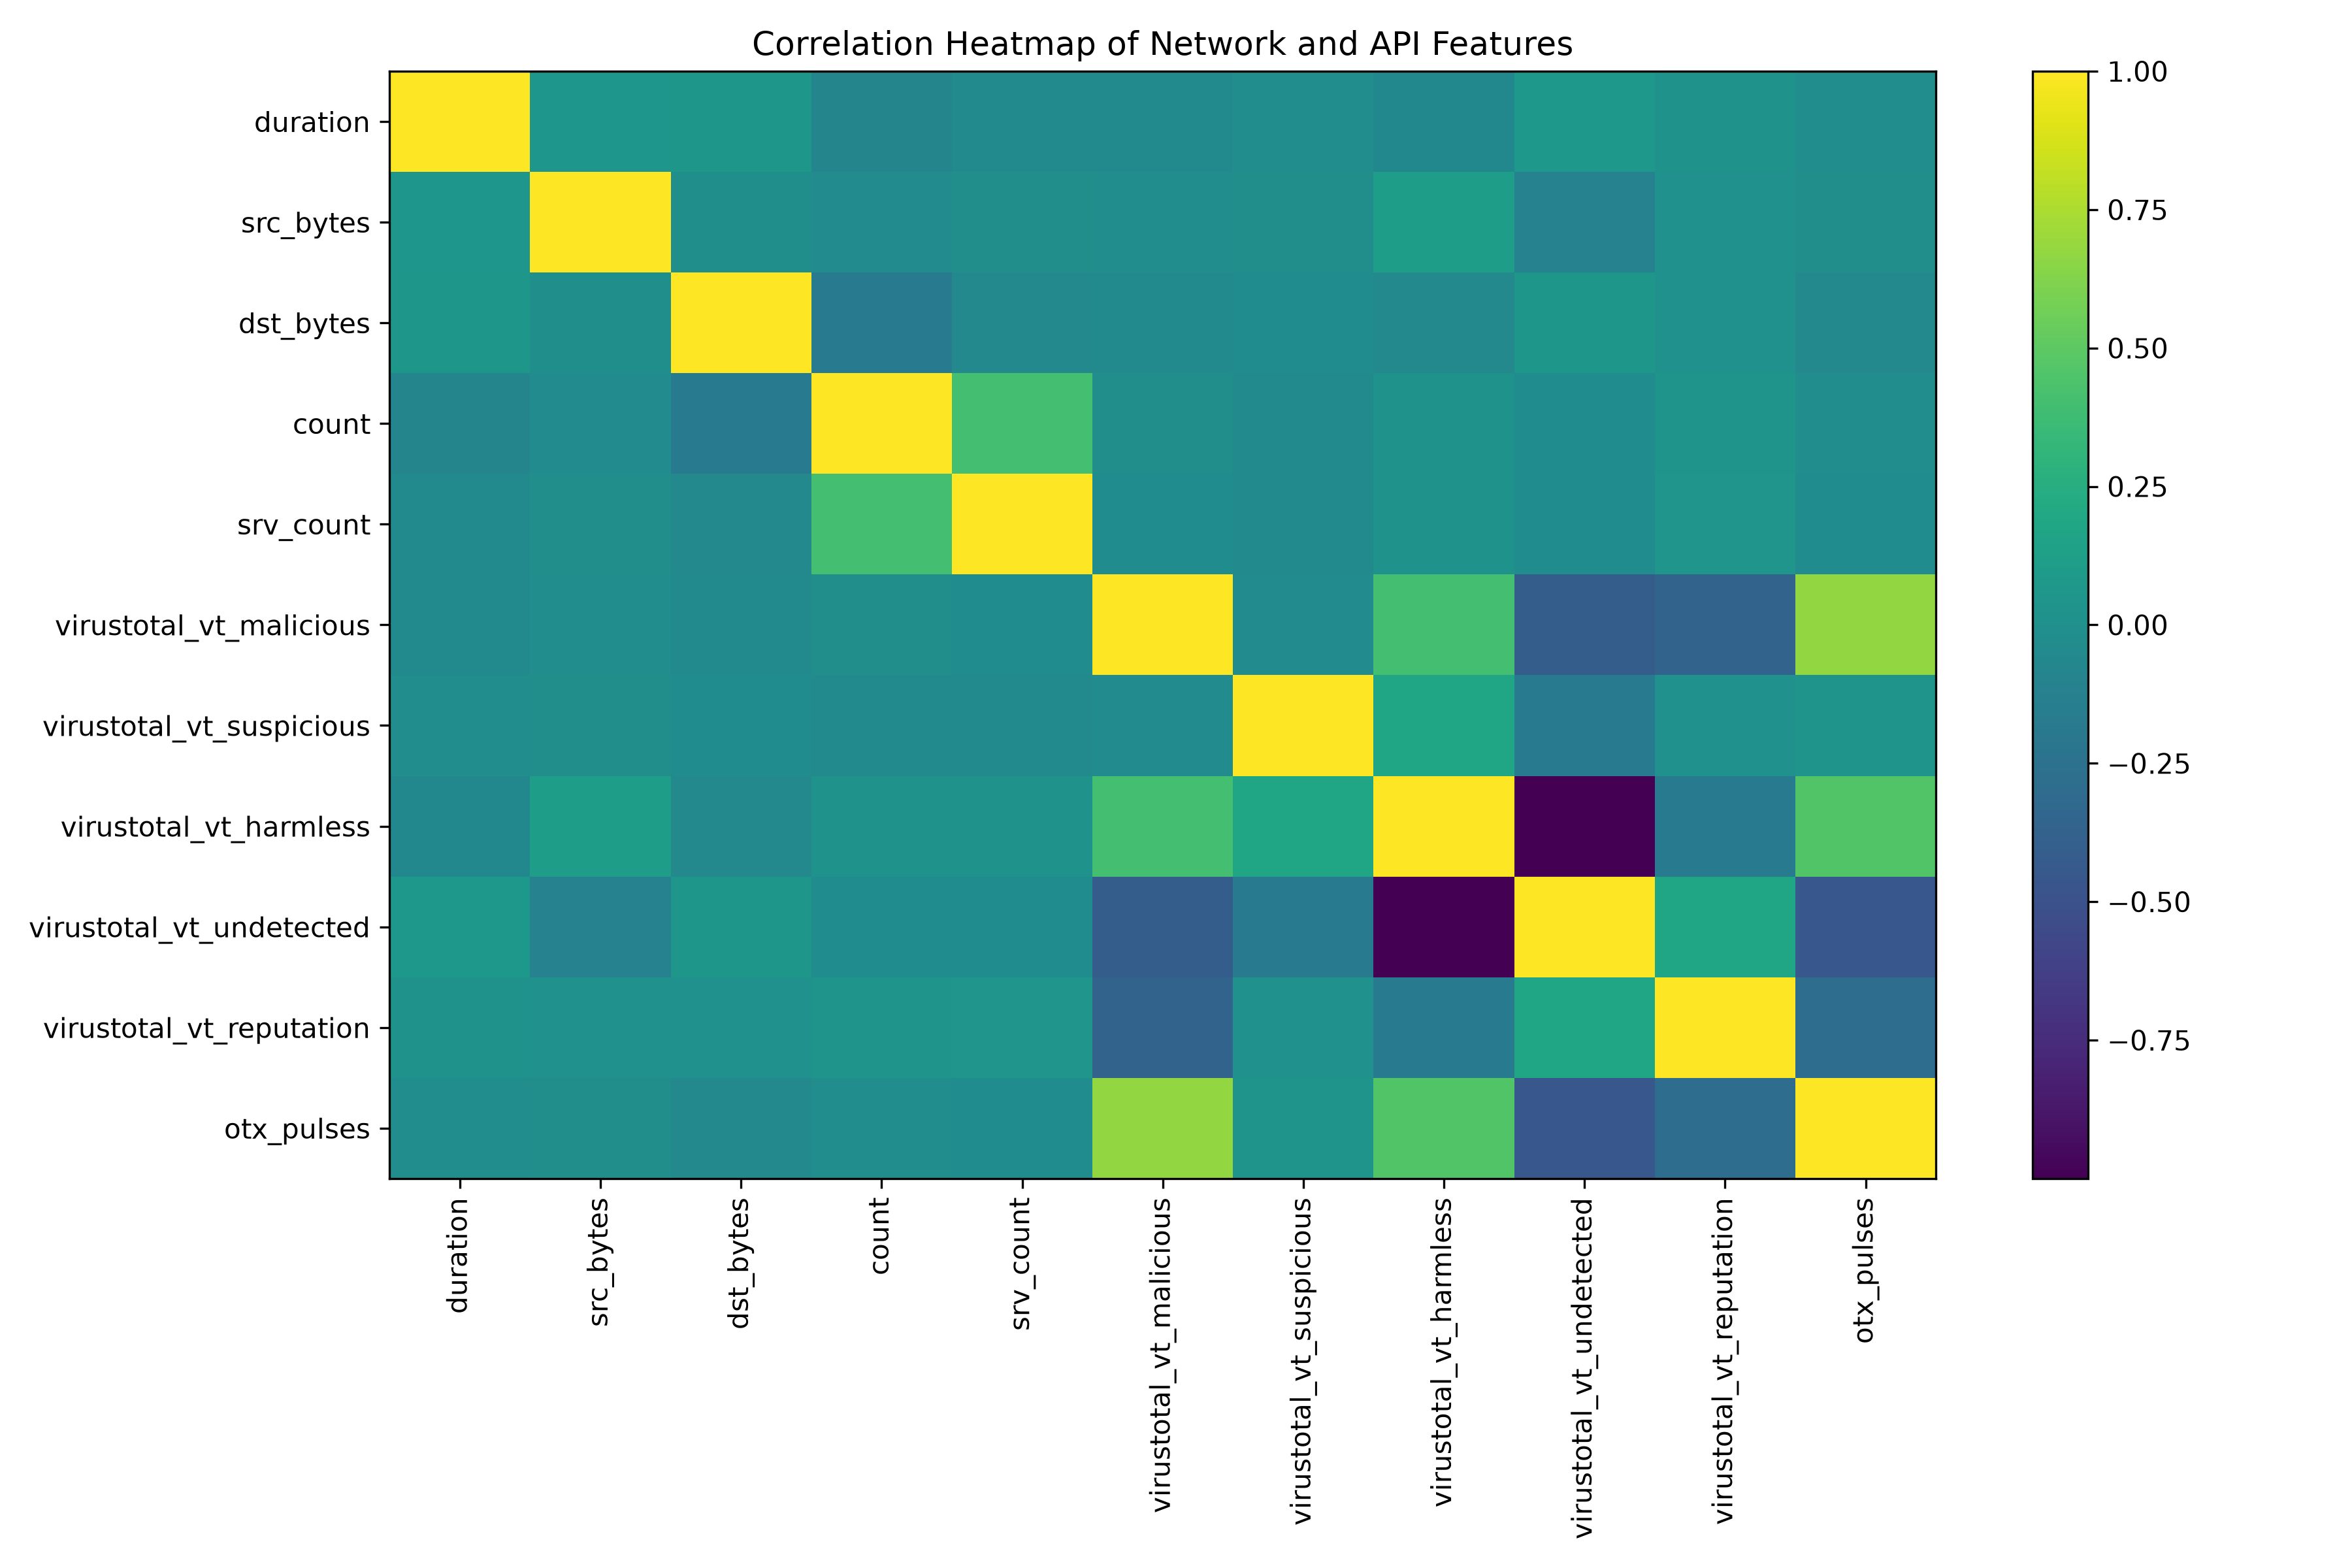 Correlation Heatmap of Network and API Features
duration
src_bytes
dst_bytes
count
srv_count
virustotal_vt_malicious
virustotal_vt_suspicious
virustotal_vt_harmless
virustotal_vt_undetected
virustotal_vt_reputation
otx_pulses
duration
src_bytes
dst_bytes
count
srv_count
virustotal_vt_malicious
virustotal_vt_suspicious
virustotal_vt_harmless
virustotal_vt_undetected
virustotal_vt_reputation
otx_pulses
1.00
0.75
0.50
0.25
0.00
−0.25
−0.50
−0.75